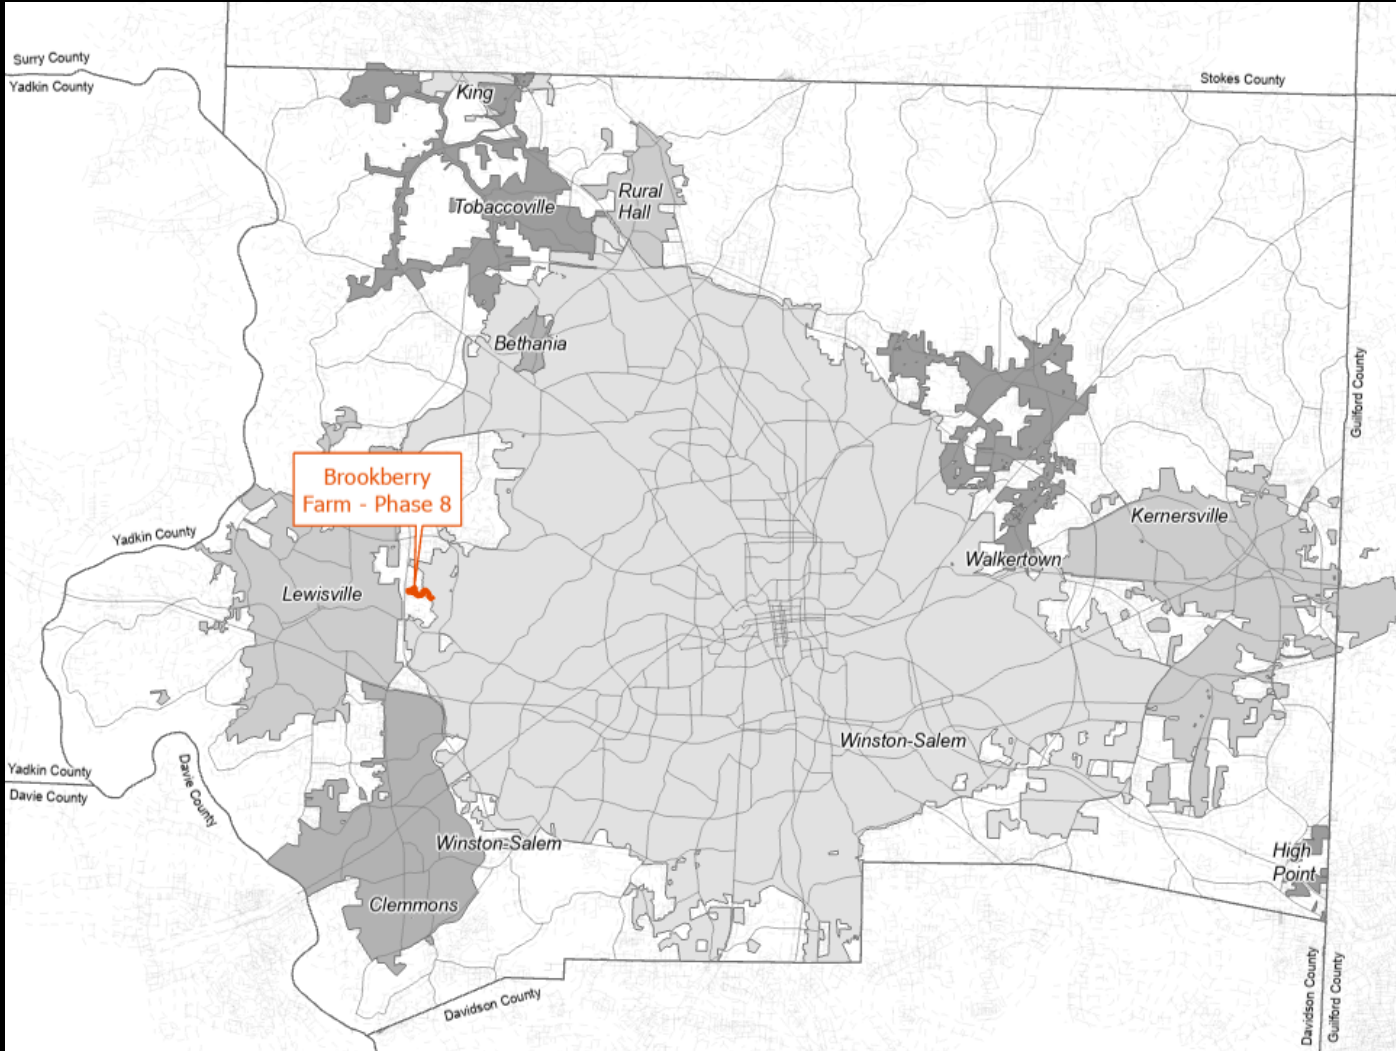 Surry County
Yadkin County
Stokes County
King
Rural
Hall
Tobaccoville
Bethania
Guilford County
Brookberry
Farm - Phase 8
Kernersville
Yadkin County
Walkertown
Lewisville
Winston-Salem
Yadkin County
Davie County
Davie County
Winston-Salem
High
Point
Clemmons
Davidson County
Davidson County
Guilford County